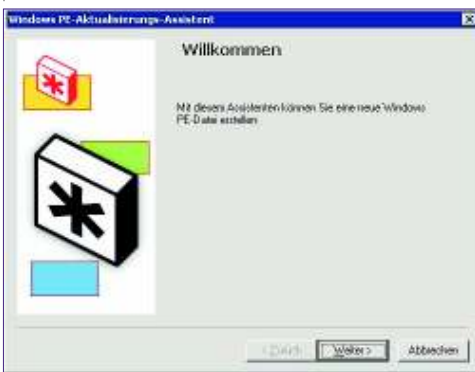 Windows PE-Aktualisierungs-Assistent
Willkommen
Mit diesem Assistenten können Sie eine neue Windows
PE-Datei erstellen
< Zurück
Weiter >
Abbrechen